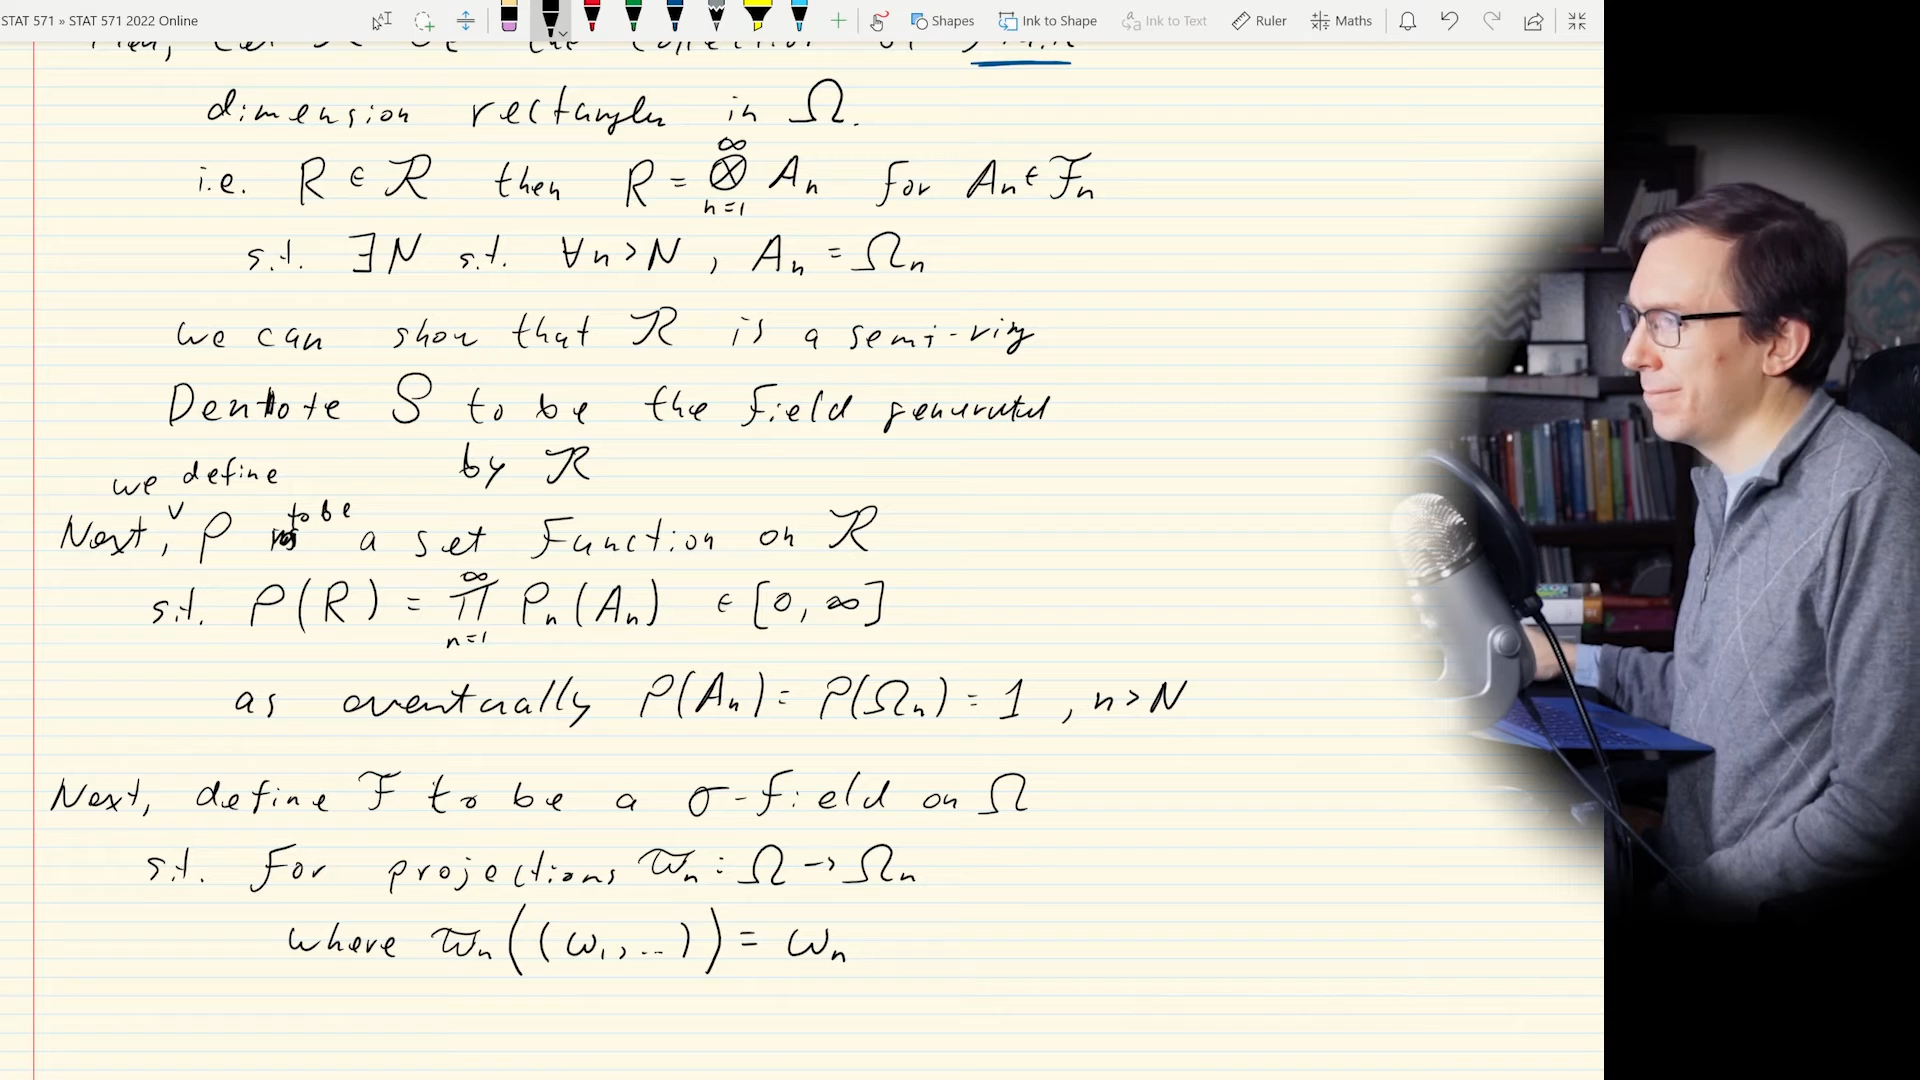 STAT 571 » STAT 571 2022 Online
Shapes Ink to Shape Ink to Text Ruler Maths
dimension rectangles in Ω.
i.e. R ∈ ℛ then R = ⊗_{n=1}^{∞} A_n for A_n ∈ ℱ_n
s.t. ∃N s.t. ∀n>N, A_n = Ω_n
we can show that ℛ is a semi-ring
Denote S to be the field generated
by ℛ
we define
Next, P to be a set function on ℛ
s.t. P(R) = ∏_{n=1}^{∞} P_n(A_n) ∈ [0, ∞]
as eventually P(A_n) = P(Ω_n) = 1, n>N
Next, define ℱ to be a σ-field on Ω
s.t. for projections π_n : Ω → Ω_n
where π_n((ω_1, ...)) = ω_n